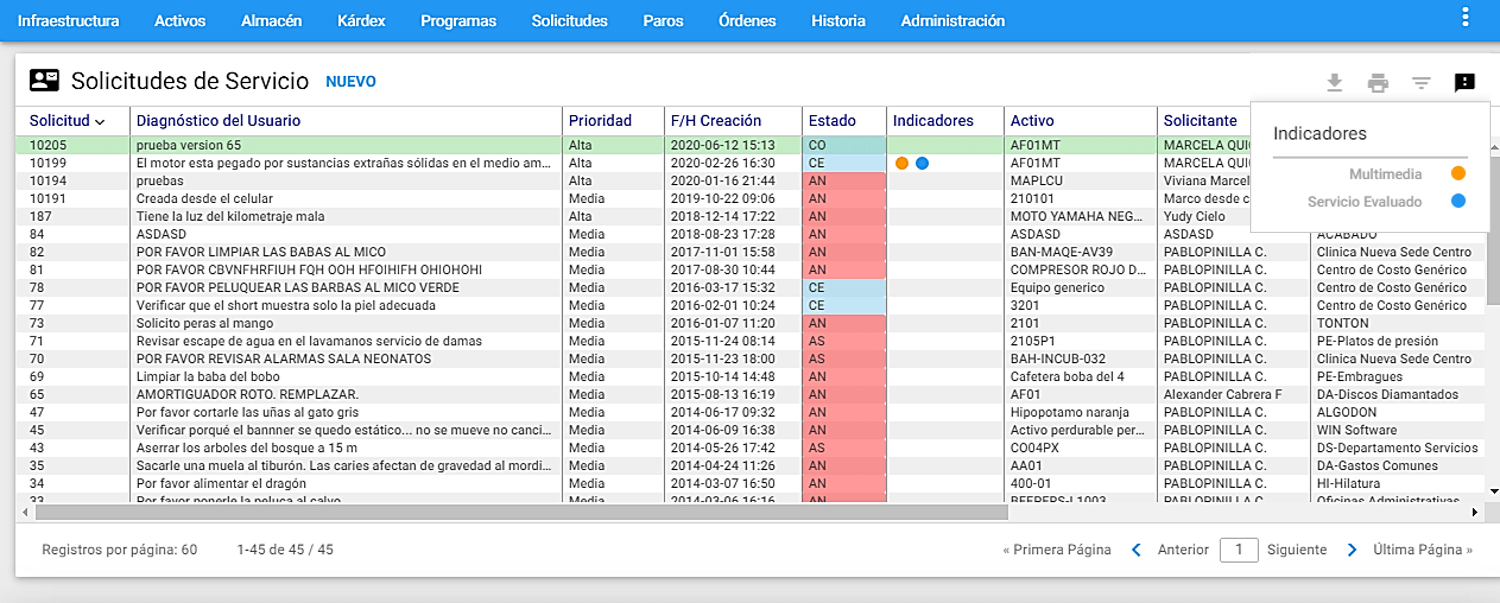 Infraestructura Activos Almacén Kárdex Programas Solicitudes Paros Órdenes Historia Administración
Solicitudes de Servicio NUEVO
Solicitud Diagnóstico del Usuario Prioridad F/H Creación Estado Indicadores Activo Solicitante
Indicadores
Multimedia
Servicio Evaluado
10205 prueba version 65 Alta 2020-06-12 15:13 CO AF01MT MARCELA QUI
10199 El motor esta pegado por sustancias extrañas sólidas en el medio am... Alta 2020-02-26 16:30 CE AF01MT MARCELA QUI
10194 pruebas Alta 2020-01-16 21:44 AN MAPLCU Viviana Marcel
10191 Creada desde el celular Media 2019-10-22 09:06 AN 210101 Marco desde c
187 Tiene la luz del kilometraje mala Alta 2018-12-14 17:22 AN MOTO YAMAHA NEG... Yudy Cielo
84 ASDASD Media 2018-08-23 17:28 AN ASDASD ASDASD ACABADO
82 POR FAVOR LIMPIAR LAS BABAS AL MICO Media 2017-11-01 15:58 AN BAN-MAQE-AV39 PABLOPINILLA C. Clinica Nueva Sede Centro
81 POR FAVOR CBVNFHRFIUH FQH OOH HFOIHIFH OHIOHOHI Media 2017-08-30 10:44 AN COMPRESOR ROJO D... PABLOPINILLA C. Centro de Costo Genérico
78 POR FAVOR PELUQUEAR LAS BARBAS AL MICO VERDE Media 2016-03-17 15:32 CE Equipo generico PABLOPINILLA C. Centro de Costo Genérico
77 Verificar que el short muestra solo la piel adecuada Media 2016-02-01 10:24 CE 3201 PABLOPINILLA C. Centro de Costo Genérico
73 Solicito peras al mango Media 2016-01-07 11:20 AN 2101 PABLOPINILLA C. TONTON
71 Revisar escape de agua en el lavamanos servicio de damas Media 2015-11-24 08:14 AS 2105P1 PABLOPINILLA C. PE-Platos de presión
70 POR FAVOR REVISAR ALARMAS SALA NEONATOS Media 2015-11-23 18:00 AS BAH-INCUB-032 PABLOPINILLA C. Clinica Nueva Sede Centro
69 Limpiar la baba del bobo Media 2015-10-14 14:48 AN Cafetera boba del 4 PABLOPINILLA C. PE-Embragues
65 AMORTIGUADOR ROTO. REMPLAZAR. Media 2015-08-13 16:19 AN AF01 Alexander Cabrera F DA-Discos Diamantados
47 Por favor cortarle las uñas al gato gris Media 2014-06-17 09:32 AN Hipopotamo naranja PABLOPINILLA C. ALGODON
45 Verificar porqué el bannner se quedo estático... no se mueve no canci... Media 2014-06-09 16:38 AN Activo perdurable per... PABLOPINILLA C. WIN Software
43 Aserrar los arboles del bosque a 15 m Media 2014-05-26 17:42 AS CO04PX PABLOPINILLA C. DS-Departamento Servicios
35 Sacarle una muela al tiburón. Las caries afectan de gravedad al mordi... Media 2014-04-24 11:26 AN AA01 PABLOPINILLA C. DA-Gastos Comunes
34 Por favor alimentar el dragón Media 2014-03-07 16:50 AN 400-01 PABLOPINILLA C. HI-Hilatura
33 Por favor ponerle la peluca al calvo Media 2014-03-06 16:16 AN BEEPERS-L1003 PABLOPINILLA C. Oficinas Administrativas
Registros por página: 60 1-45 de 45 / 45 « Primera Página Anterior 1 Siguiente Última Página »